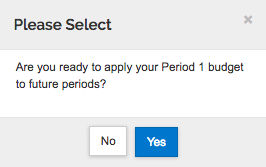 Please Select ×
Are you ready to apply your Period 1 budget
to future periods?
No Yes